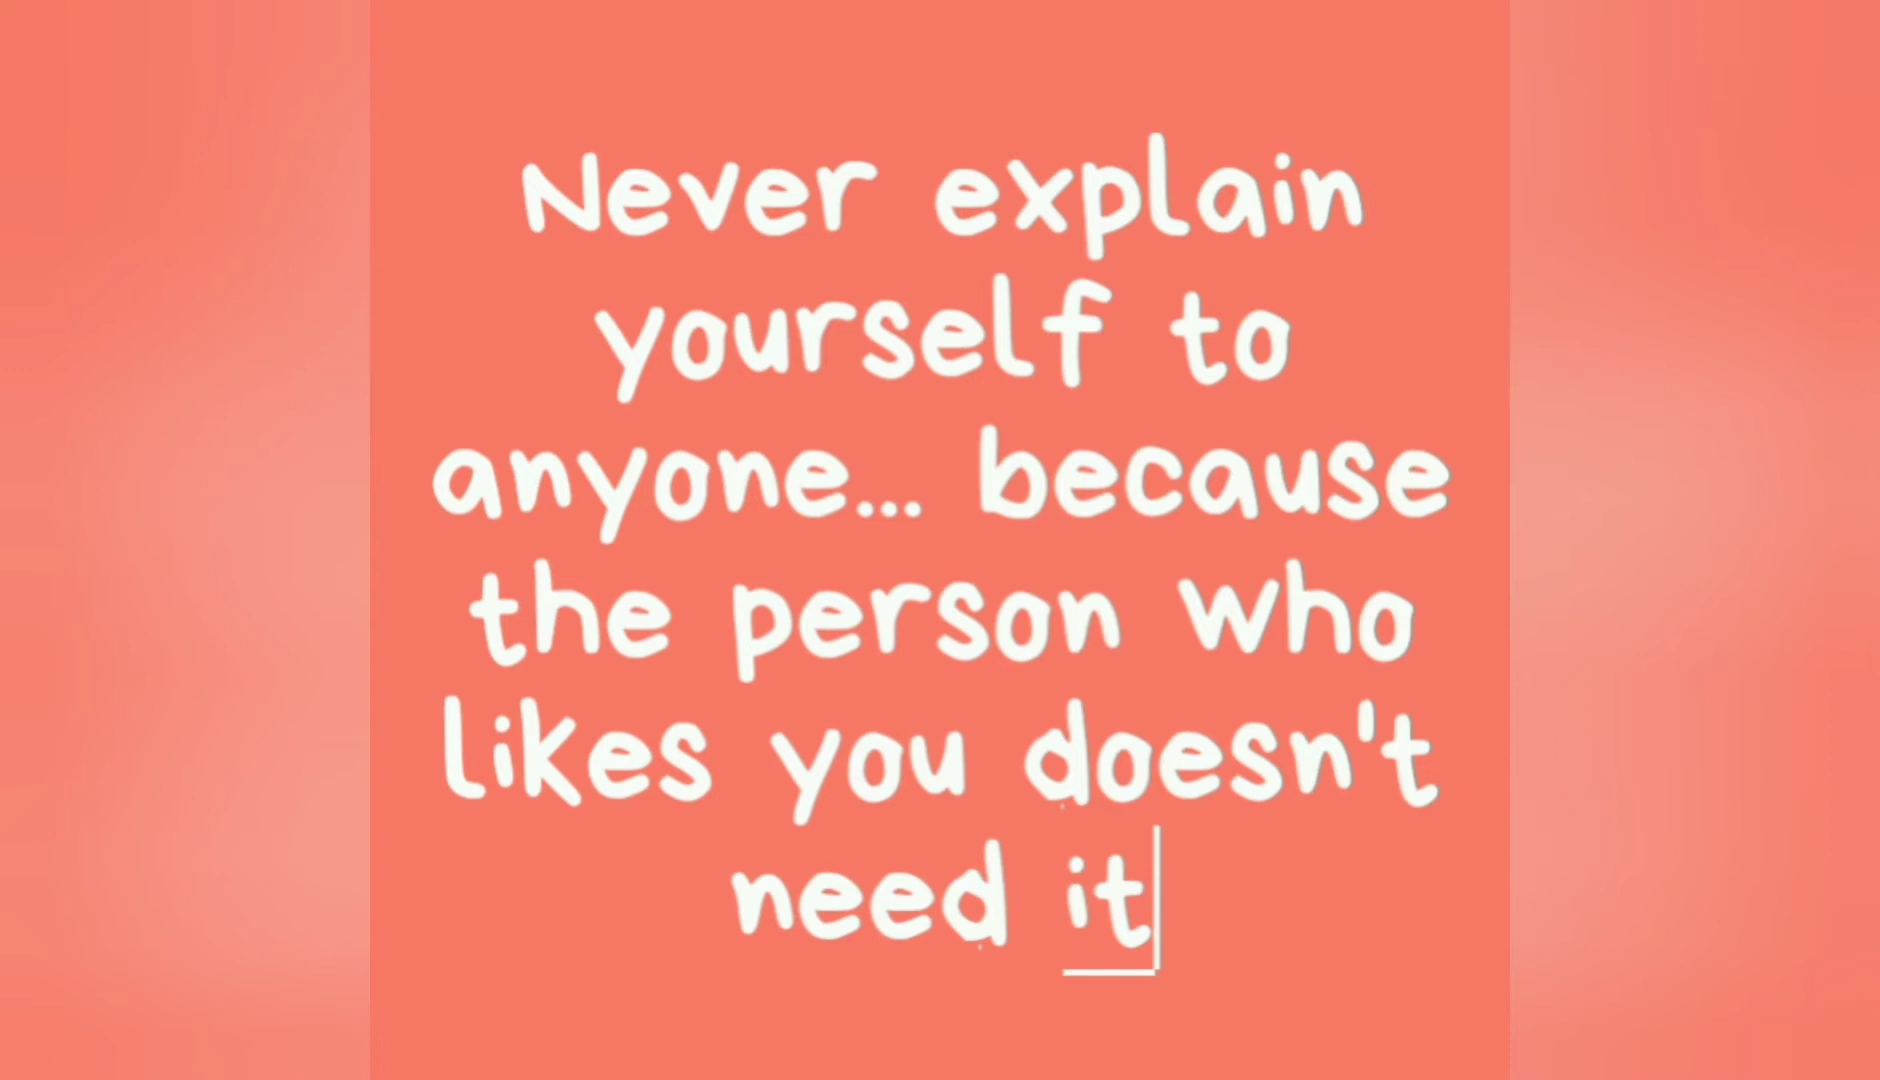 Never explain
yourself to
anyone... because
the person who
likes you doesn't
need it